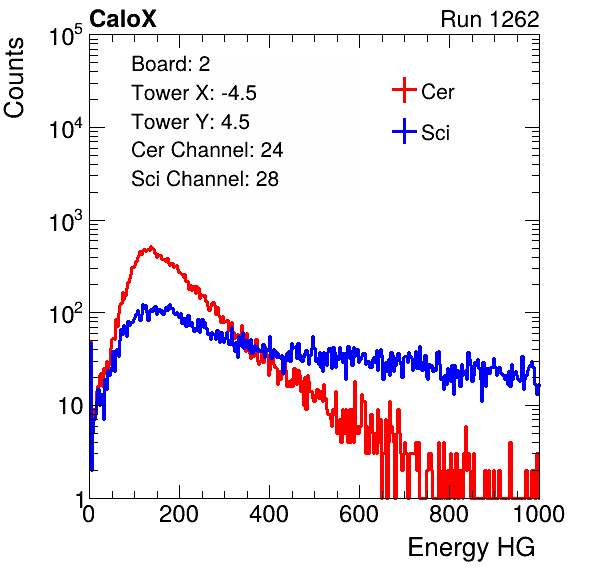 CaloX Run 1262
Counts
Board: 2
Tower X: -4.5
Tower Y: 4.5
Cer Channel: 24
Sci Channel: 28
Cer
Sci
10^5
10^4
10^3
10^2
10
1
0 200 400 600 800 1000
Energy HG